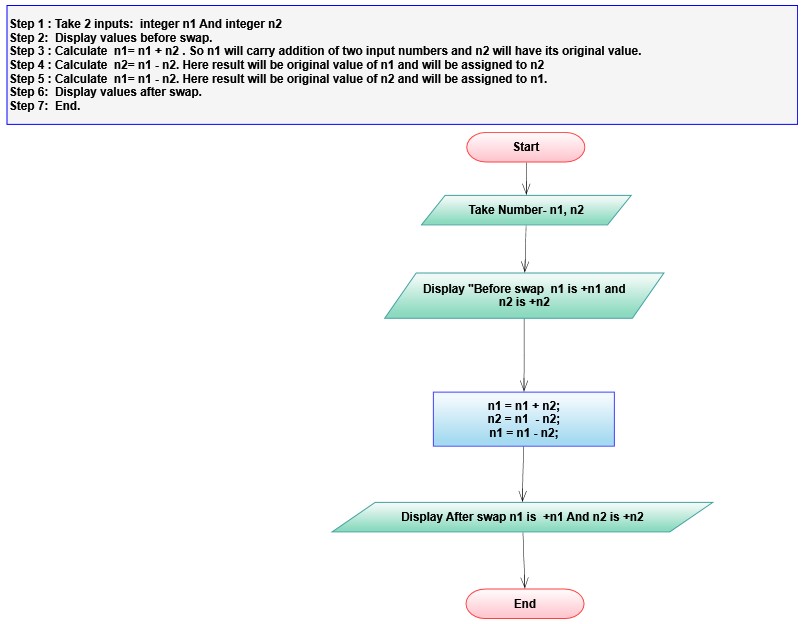 Step 1 : Take 2 inputs:  integer n1 And integer n2
Step 2:  Display values before swap.
Step 3 : Calculate  n1= n1 + n2 . So n1 will carry addition of two input numbers and n2 will have its original value.
Step 4 : Calculate  n2= n1 - n2. Here result will be original value of n1 and will be assigned to n2
Step 5 : Calculate  n1= n1 - n2. Here result will be original value of n2 and will be assigned to n1.
Step 6:  Display values after swap.
Step 7:  End.
Start
Take Number- n1, n2
Display "Before swap  n1 is +n1 and
n2 is +n2
n1 = n1 + n2;
n2 = n1  - n2;
n1 = n1 - n2;
Display After swap n1 is  +n1 And n2 is +n2
End